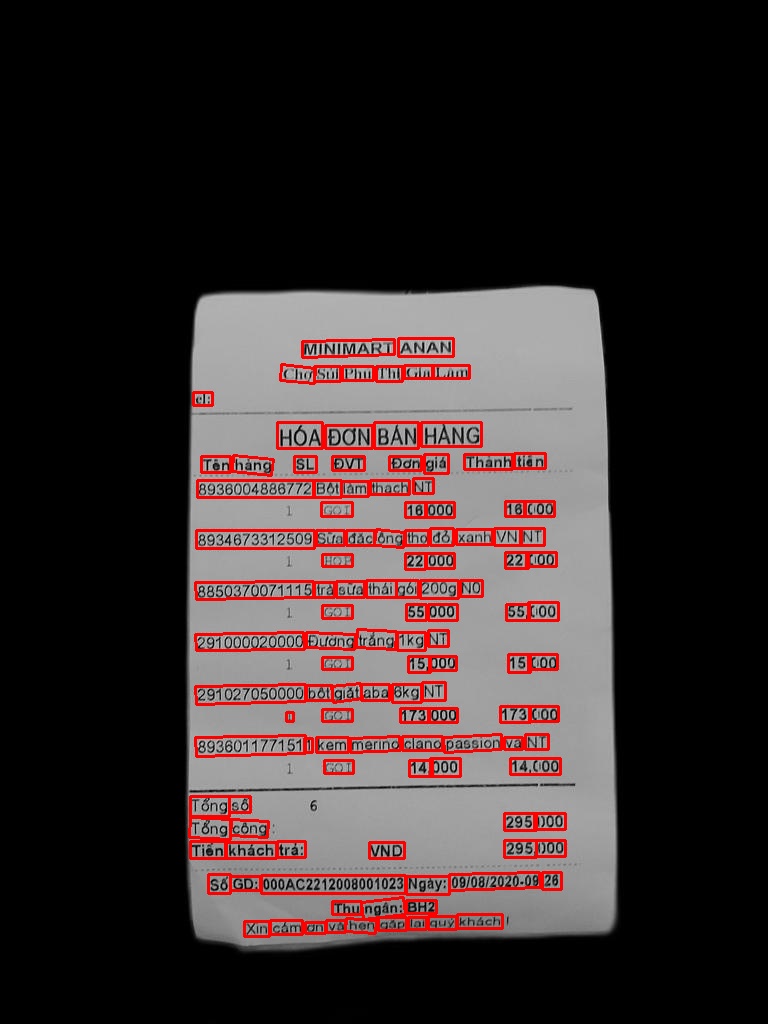 MINIMART ANAN
Chợ Sủi Phú Thị Gia Lâm
el:
HÓA ĐƠN BÁN HÀNG
Tên hàng SL ĐVT Đơn giá Thành tiền
8936004886772 Bột làm thạch NT
1 GOI 16,000 16,000
8934673312509 Sữa đặc ông thọ đỏ, xanh VN NT
1 HOP 22,000 22,000
8850370071115 trà sữa thái gói 200g N0
1 GOI 55,000 55,000
291000020000 Đường trắng 1kg NT
1 GOI 15,000 15,000
291027050000 bột giặt aba 6kg NT
GOI 173,000 173,000
8936011771511 kem merino clano passion va NT
1 GOI 14,000 14,000
Tổng số 6
Tổng cộng: 295,000
Tiền khách trả: VND 295,000
Số GD: 000AC2212008001023 Ngày: 09/08/2020-09:26
Thu ngân: BH2
Xin cảm ơn và hẹn gặp lại quý khách !